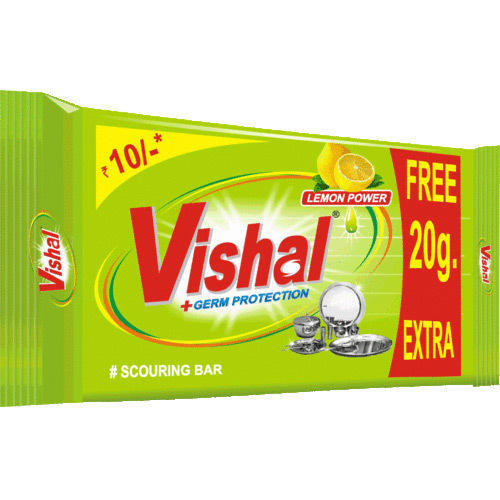 ₹ 10/-*
LEMON POWER
Vishal®
+GERM PROTECTION
# SCOURING BAR
FREE
20g.
EXTRA
Vishal
Vishal